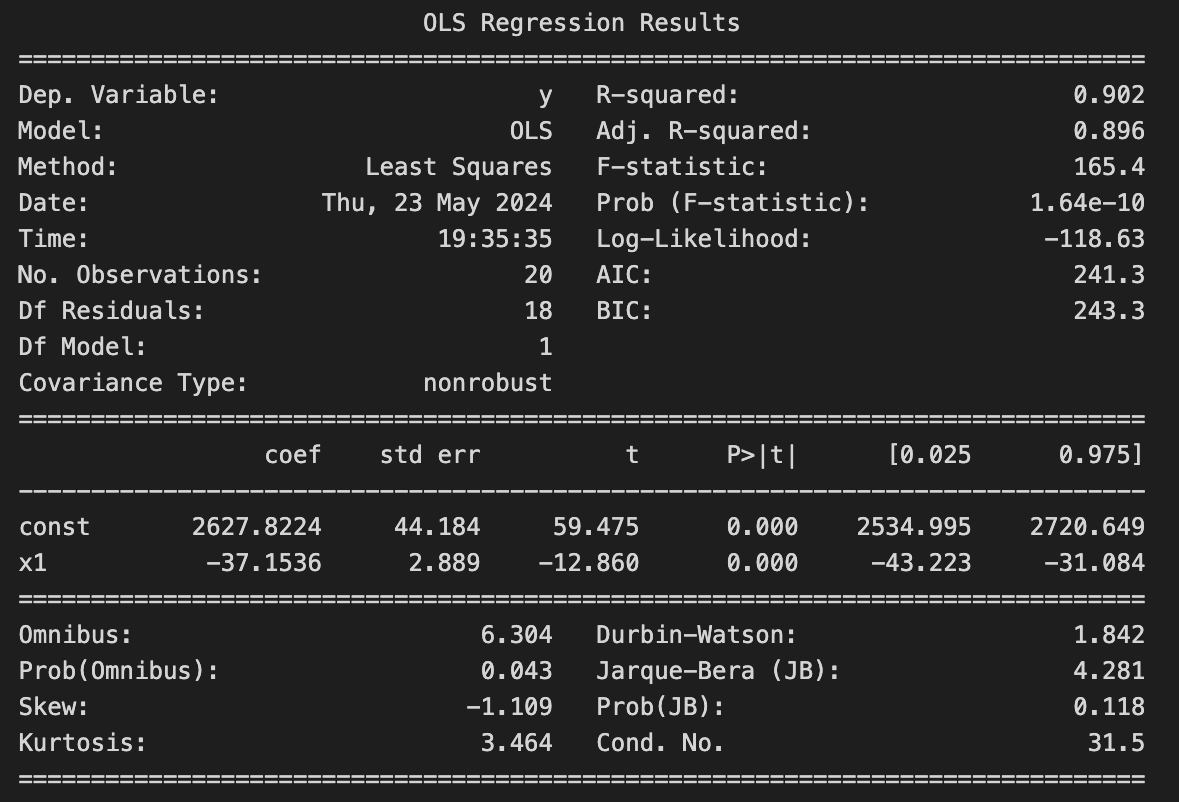 OLS Regression Results
==============================================================================
Dep. Variable:                      y   R-squared:                       0.902
Model:                            OLS   Adj. R-squared:                  0.896
Method:                 Least Squares   F-statistic:                     165.4
Date:                Thu, 23 May 2024   Prob (F-statistic):           1.64e-10
Time:                        19:35:35   Log-Likelihood:                -118.63
No. Observations:                  20   AIC:                             241.3
Df Residuals:                      18   BIC:                             243.3
Df Model:                           1
Covariance Type:            nonrobust
==============================================================================
                 coef    std err          t      P>|t|      [0.025      0.975]
------------------------------------------------------------------------------
const       2627.8224     44.184     59.475      0.000    2534.995    2720.649
x1           -37.1536      2.889    -12.860      0.000     -43.223     -31.084
==============================================================================
Omnibus:                        6.304   Durbin-Watson:                   1.842
Prob(Omnibus):                  0.043   Jarque-Bera (JB):                4.281
Skew:                          -1.109   Prob(JB):                        0.118
Kurtosis:                       3.464   Cond. No.                         31.5
==============================================================================